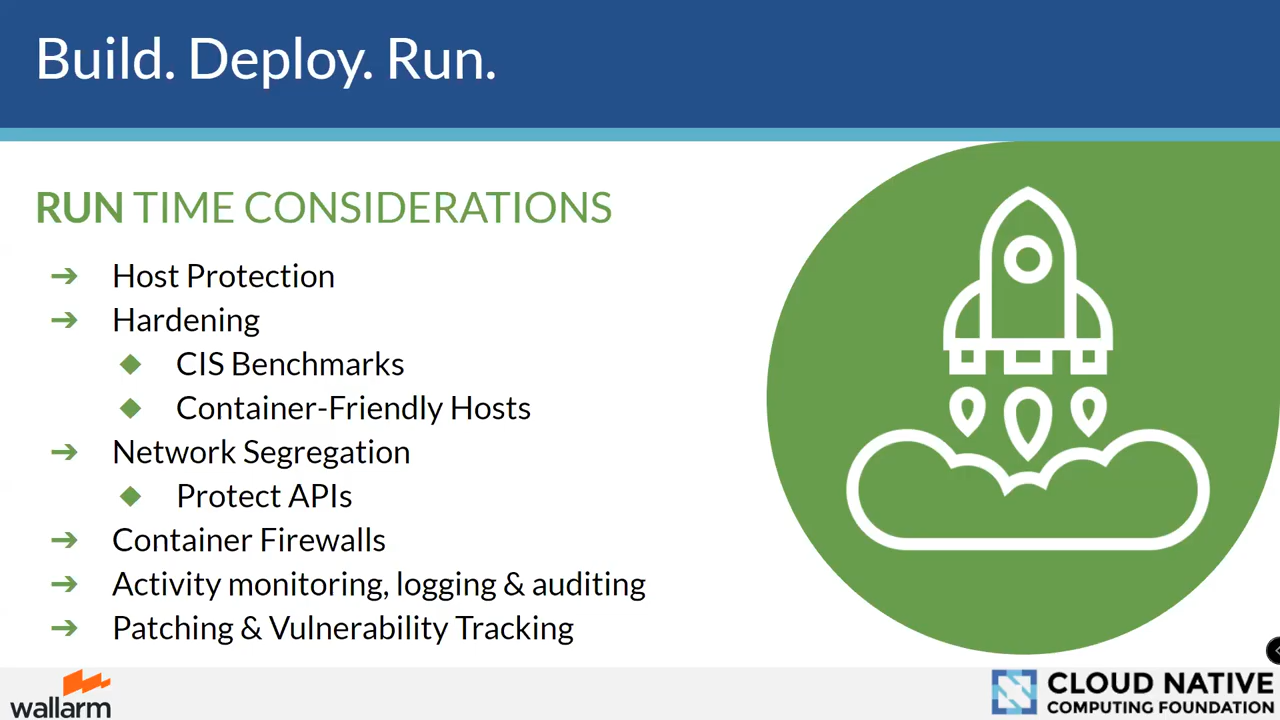 Build. Deploy. Run.
RUN TIME CONSIDERATIONS
➔ Host Protection
➔ Hardening
◆ CIS Benchmarks
◆ Container-Friendly Hosts
➔ Network Segregation
◆ Protect APIs
➔ Container Firewalls
➔ Activity monitoring, logging & auditing
➔ Patching & Vulnerability Tracking
wallarm
CLOUD NATIVE
COMPUTING FOUNDATION